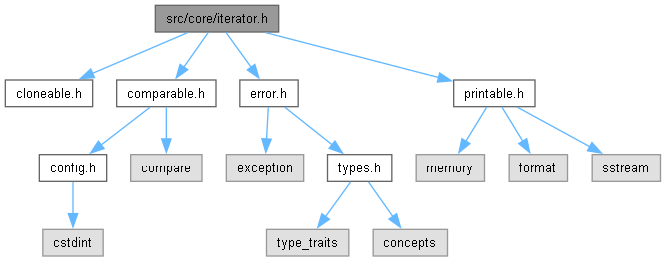 src/core/iterator.h
cloneable.h
comparable.h
error.h
printable.h
config.h
compare
exception
types.h
memory
format
sstream
cstdint
type_traits
concepts